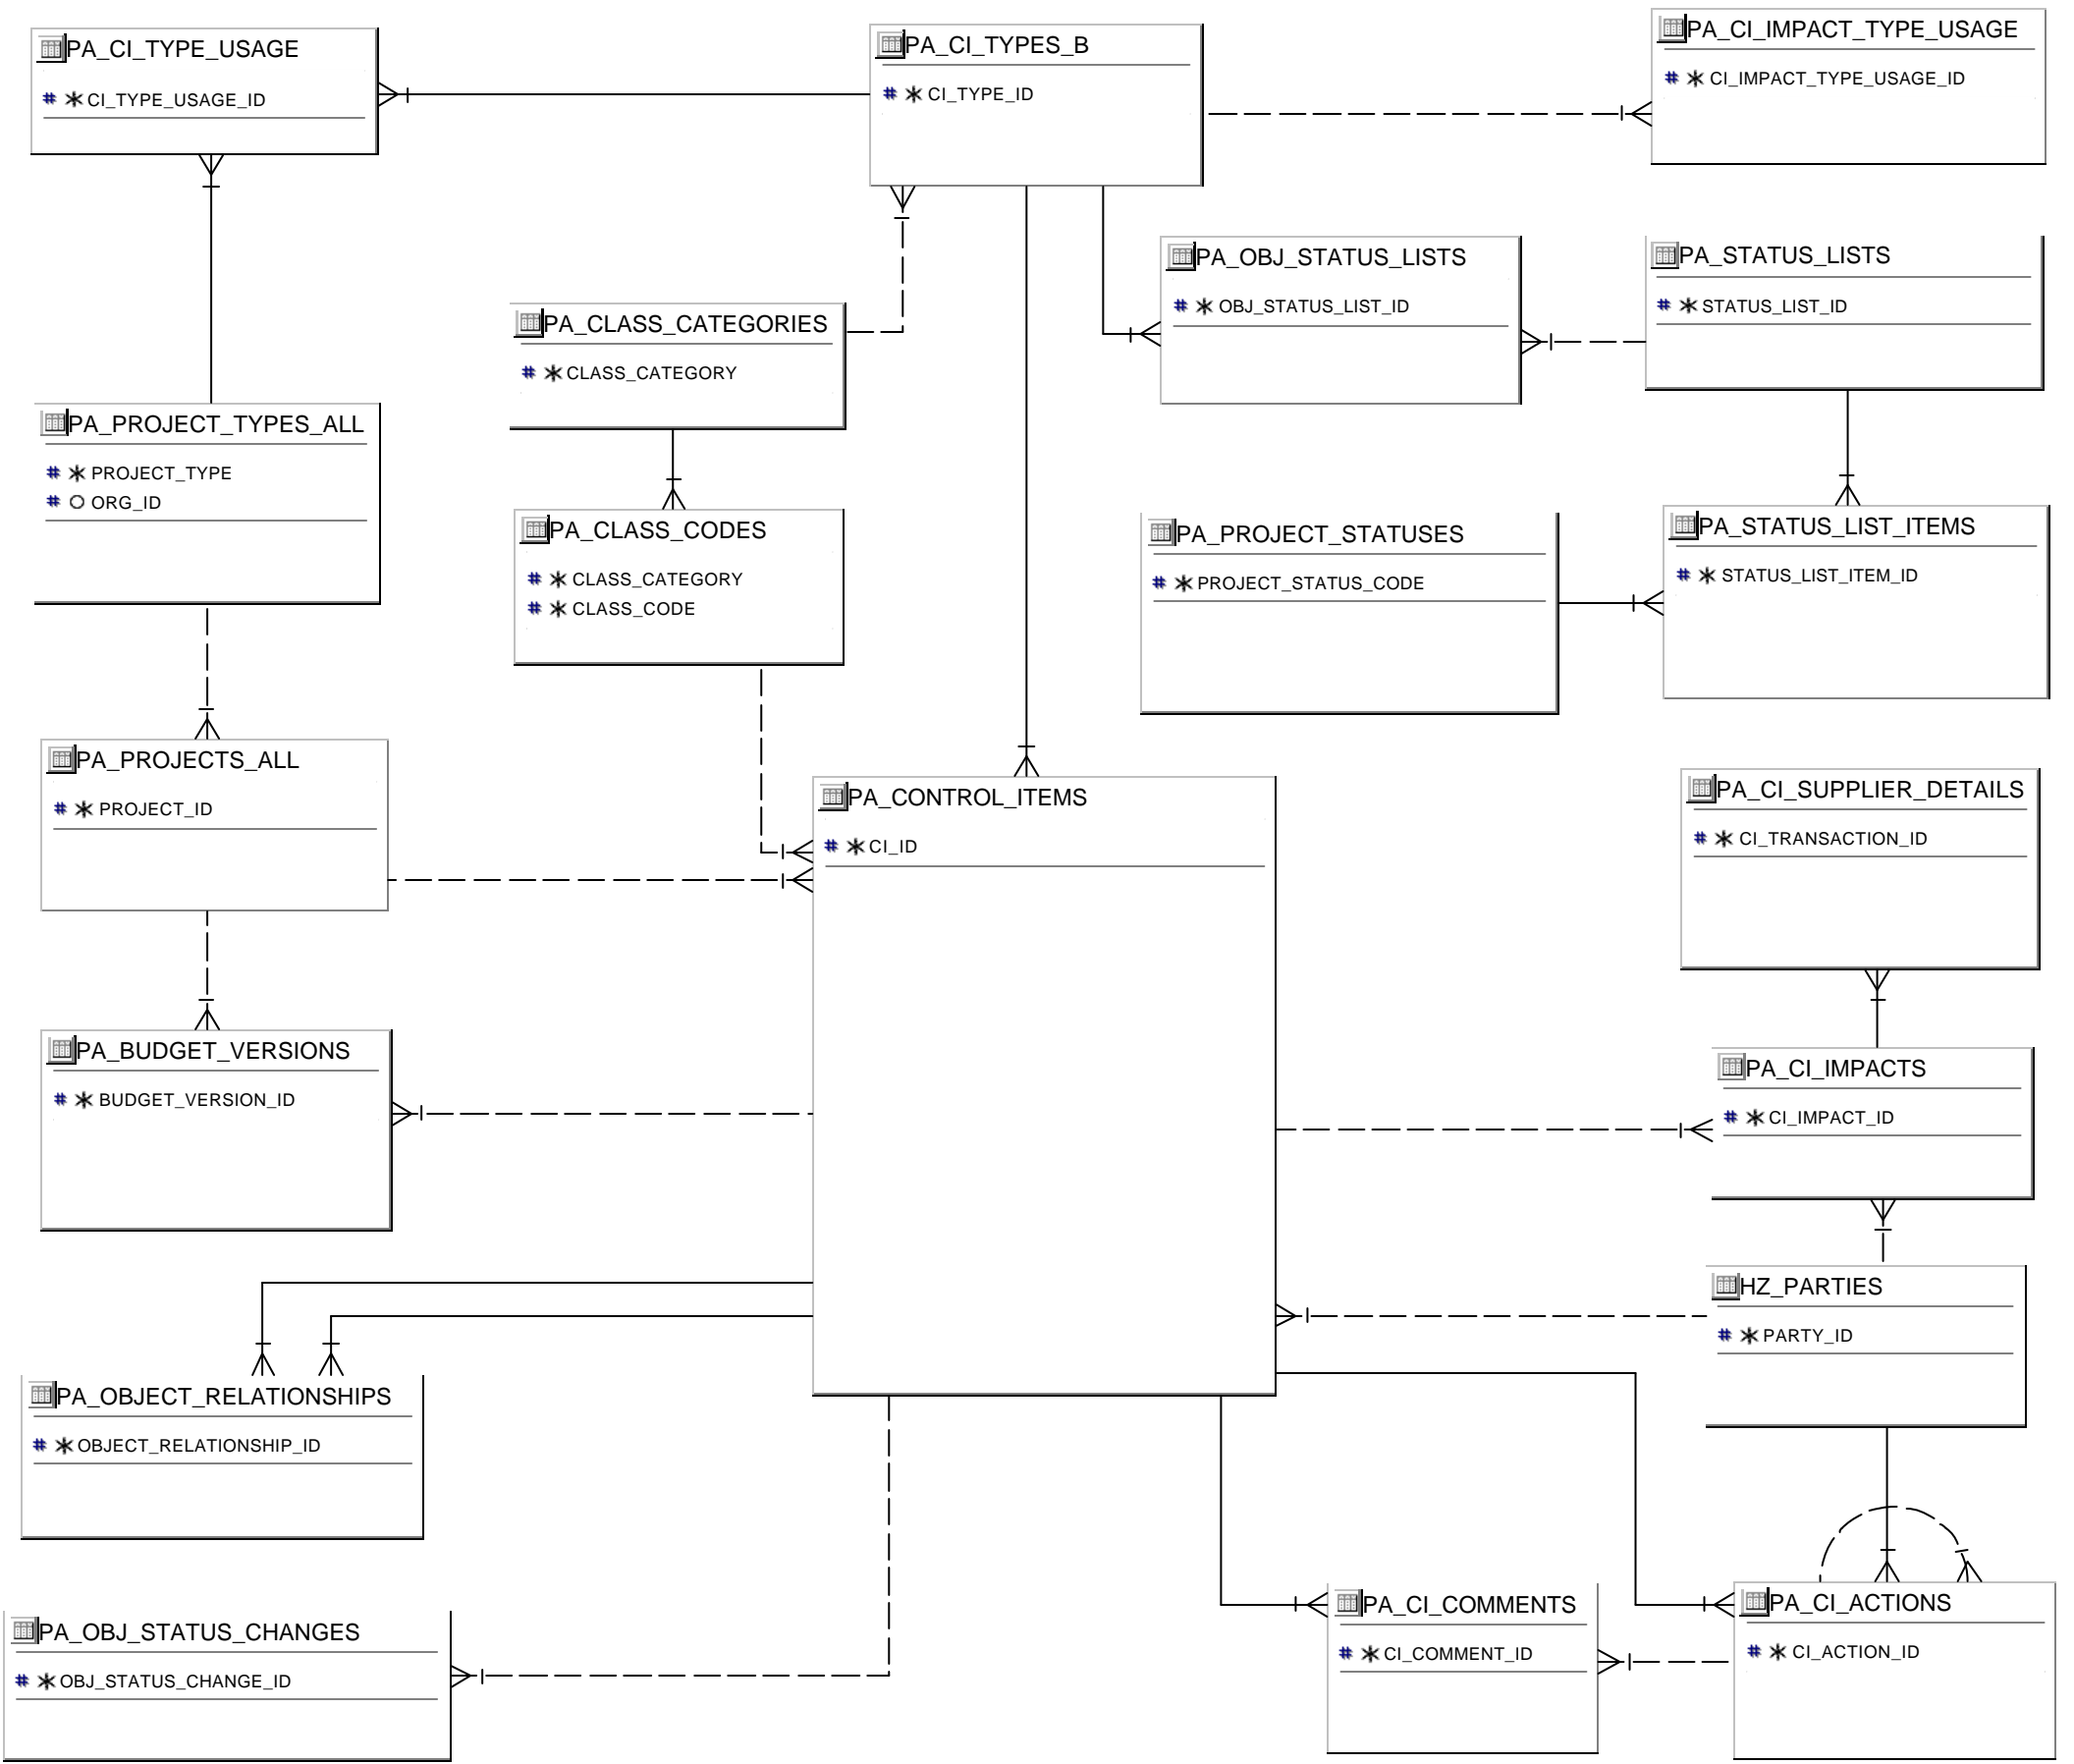 PA_CI_TYPE_USAGE
# * CI_TYPE_USAGE_ID
PA_CI_TYPES_B
# * CI_TYPE_ID
PA_CI_IMPACT_TYPE_USAGE
# * CI_IMPACT_TYPE_USAGE_ID
PA_OBJ_STATUS_LISTS
# * OBJ_STATUS_LIST_ID
PA_STATUS_LISTS
# * STATUS_LIST_ID
PA_CLASS_CATEGORIES
# * CLASS_CATEGORY
PA_PROJECT_TYPES_ALL
# * PROJECT_TYPE
# O ORG_ID
PA_CLASS_CODES
# * CLASS_CATEGORY
# * CLASS_CODE
PA_PROJECT_STATUSES
# * PROJECT_STATUS_CODE
PA_STATUS_LIST_ITEMS
# * STATUS_LIST_ITEM_ID
PA_PROJECTS_ALL
# * PROJECT_ID
PA_CONTROL_ITEMS
# * CI_ID
PA_CI_SUPPLIER_DETAILS
# * CI_TRANSACTION_ID
PA_BUDGET_VERSIONS
# * BUDGET_VERSION_ID
PA_CI_IMPACTS
# * CI_IMPACT_ID
HZ_PARTIES
# * PARTY_ID
PA_OBJECT_RELATIONSHIPS
# * OBJECT_RELATIONSHIP_ID
PA_OBJ_STATUS_CHANGES
# * OBJ_STATUS_CHANGE_ID
PA_CI_COMMENTS
# * CI_COMMENT_ID
PA_CI_ACTIONS
# * CI_ACTION_ID